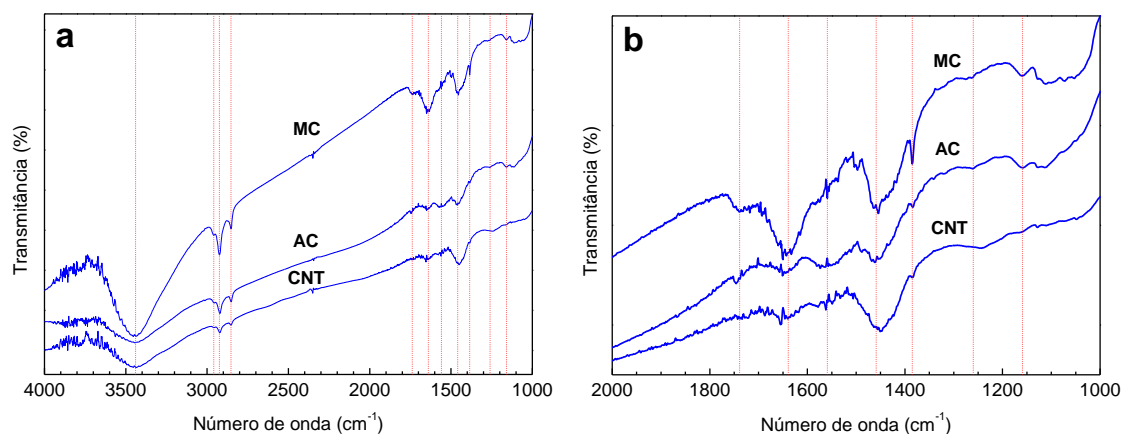 a
MC
AC
CNT
Transmitância (%)
4000 3500 3000 2500 2000 1500 1000
Número de onda (cm⁻¹)
b
MC
AC
CNT
Transmitância (%)
2000 1800 1600 1400 1200 1000
Número de onda (cm⁻¹)